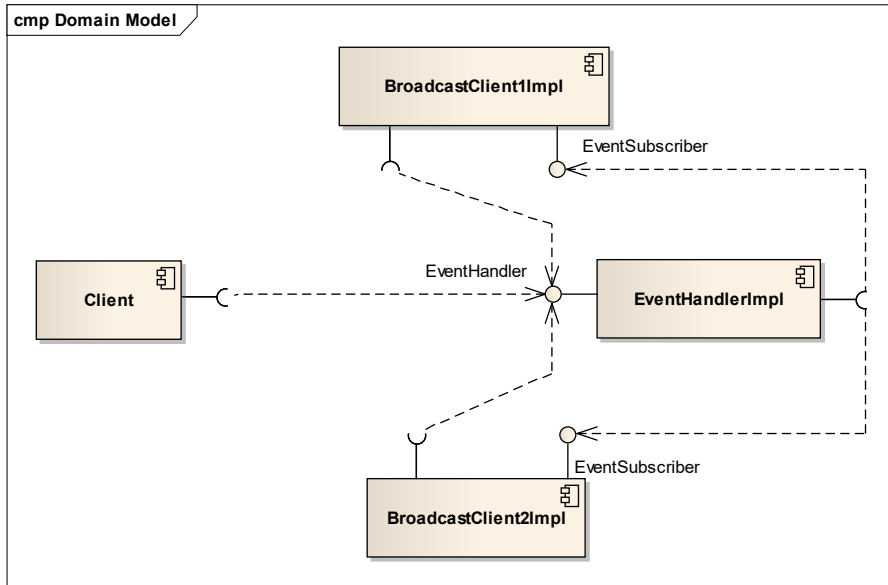 cmp Domain Model
BroadcastClient1Impl
EventSubscriber
EventHandler
Client
EventHandlerImpl
EventSubscriber
BroadcastClient2Impl